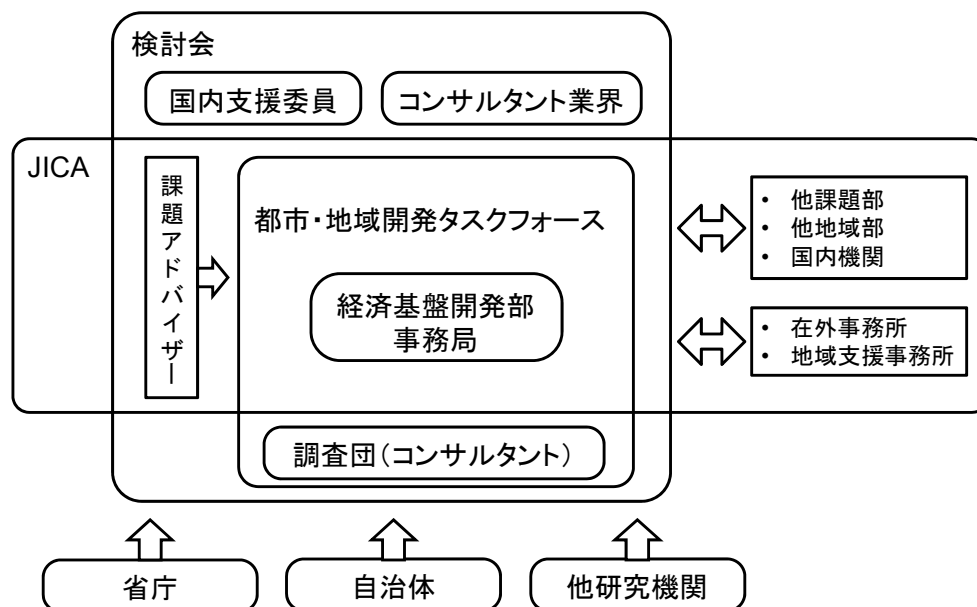 検討会
国内支援委員
コンサルタント業界
JICA
課題アドバイザー
都市・地域開発タスクフォース
経済基盤開発部
事務局
調査団(コンサルタント)
・ 他課題部
・ 他地域部
・ 国内機関
・ 在外事務所
・ 地域支援事務所
省庁
自治体
他研究機関